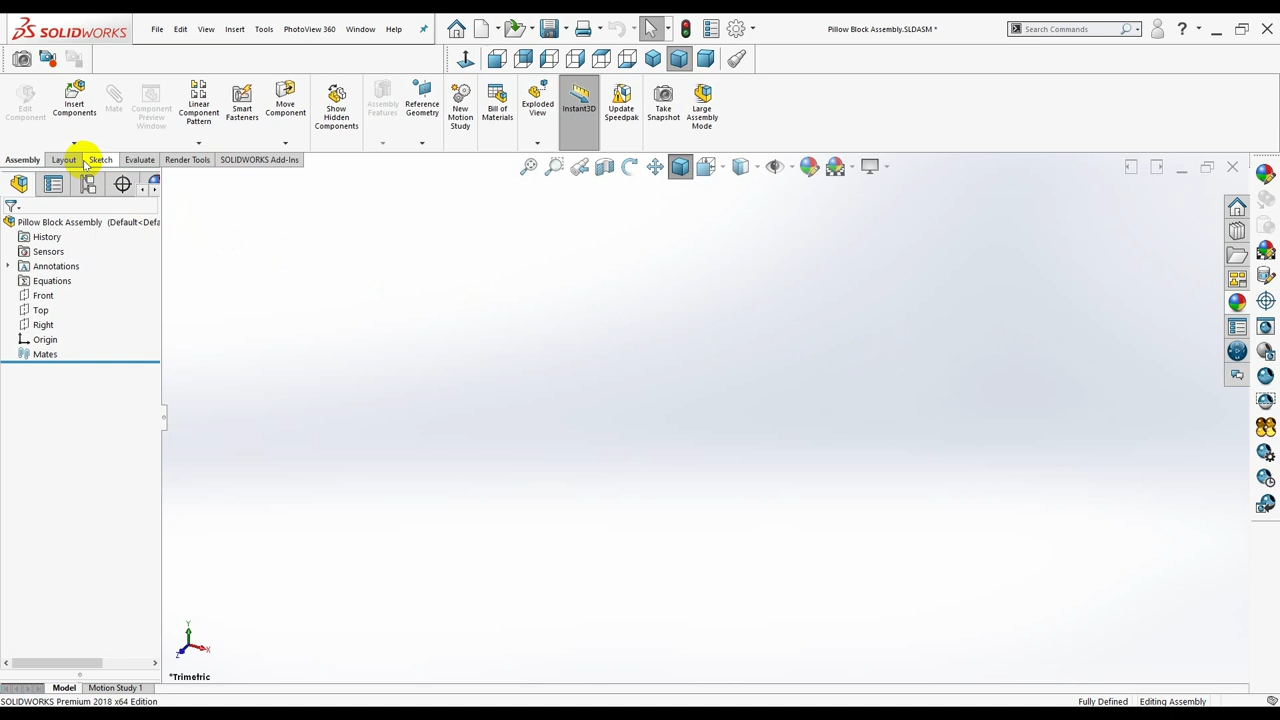 SOLIDWORKS
File Edit View Insert Tools PhotoView 360 Window Help
Pillow Block Assembly.SLDASM *
Search Commands
?
Edit Component
Insert Components
Mate
Component Preview Window
Linear Component Pattern
Smart Fasteners
Move Component
Show Hidden Components
Assembly Features
Reference Geometry
New Motion Study
Bill of Materials
Exploded View
Instant3D
Update Speedpak
Take Snapshot
Large Assembly Mode
Assembly Layout Sketch Evaluate Render Tools SOLIDWORKS Add-Ins
Pillow Block Assembly (Default<Defa
History
Sensors
Annotations
Equations
Front
Top
Right
Origin
Mates
Y
X
Z
*Trimetric
Model Motion Study 1
SOLIDWORKS Premium 2018 x64 Edition
Fully Defined Editing Assembly